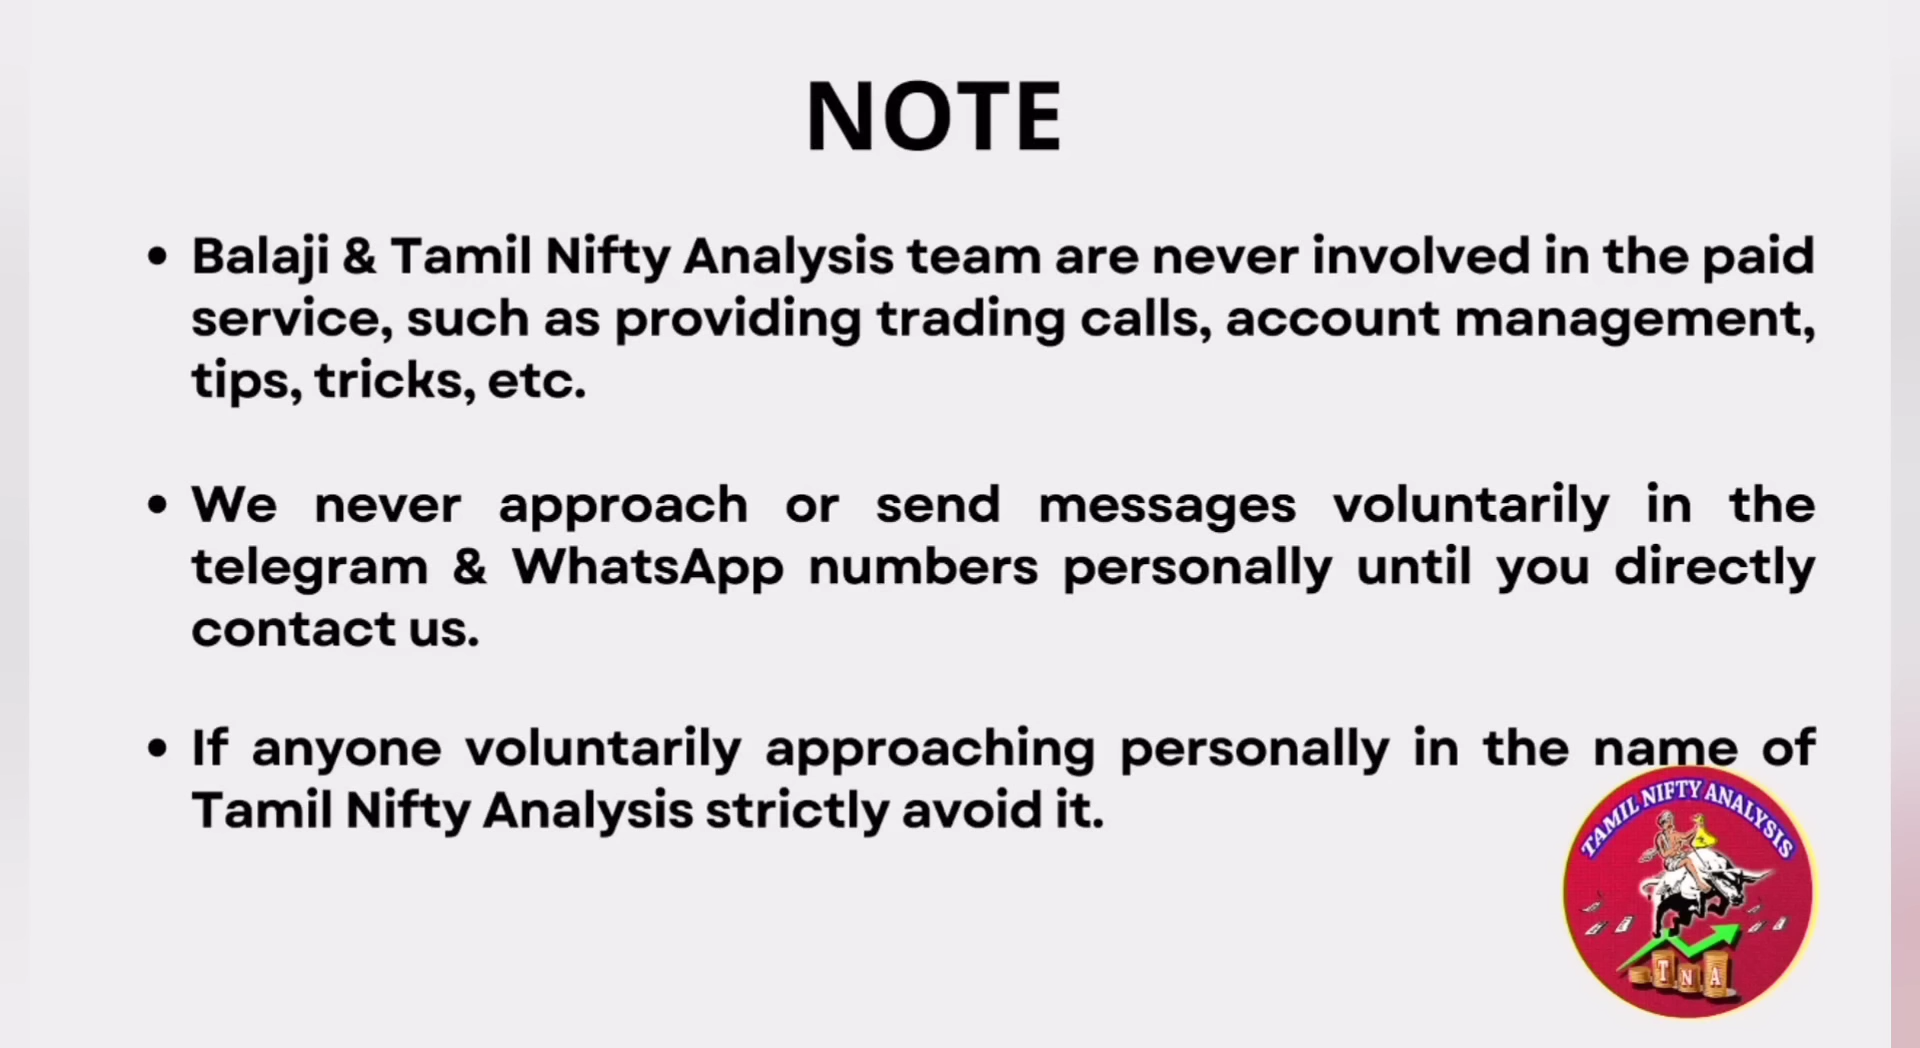 NOTE
• Balaji & Tamil Nifty Analysis team are never involved in the paid
service, such as providing trading calls, account management,
tips, tricks, etc.
• We never approach or send messages voluntarily in the
telegram & WhatsApp numbers personally until you directly
contact us.
• If anyone voluntarily approaching personally in the name of
Tamil Nifty Analysis strictly avoid it.
TAMIL NIFTY ANALYSIS
T N A